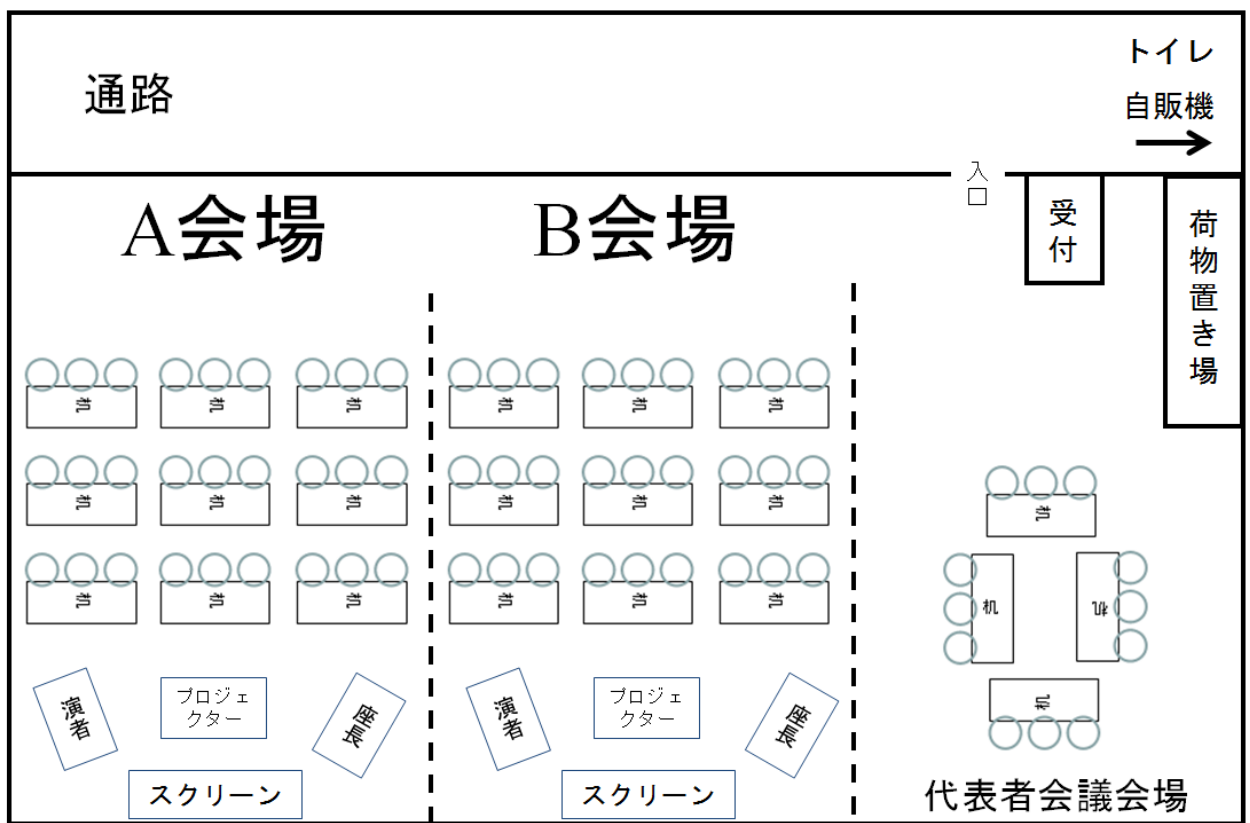 通路
トイレ
自販機
入口
受付
荷物置き場
A会場
B会場
机 机 机
机 机 机
机 机 机
演者
プロジェクター
座長
スクリーン
机 机 机
机 机 机
机 机 机
演者
プロジェクター
座長
スクリーン
机
机
机
机
代表者会議会場